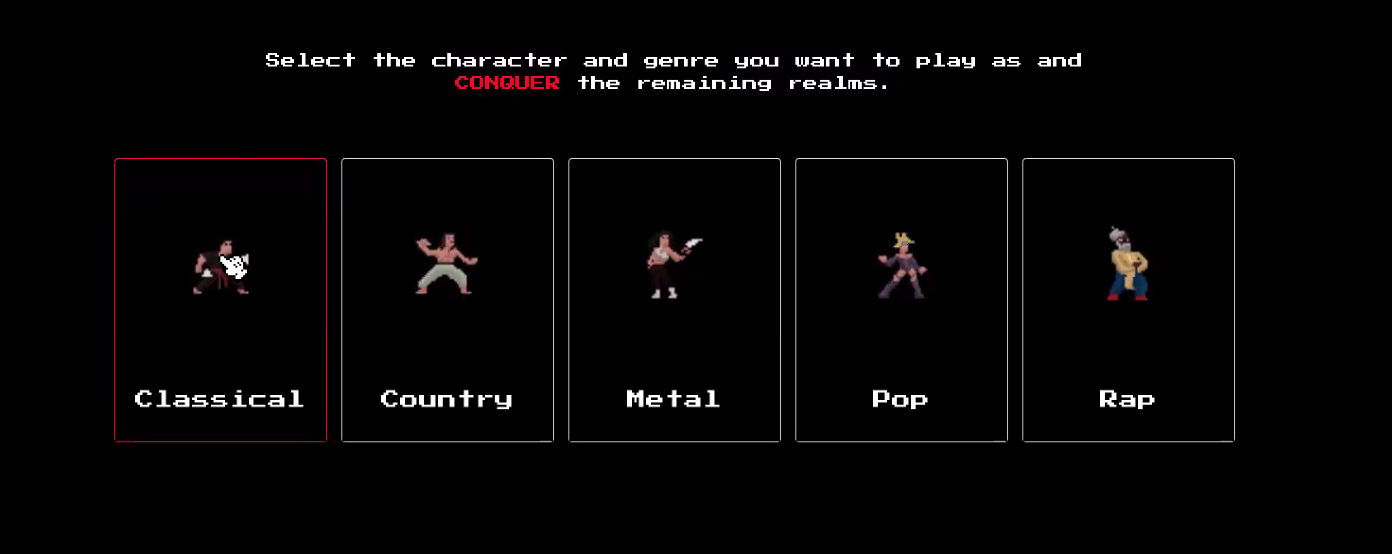 Select the character and genre you want to play as and
CONQUER the remaining realms.
Classical
Country
Metal
Pop
Rap